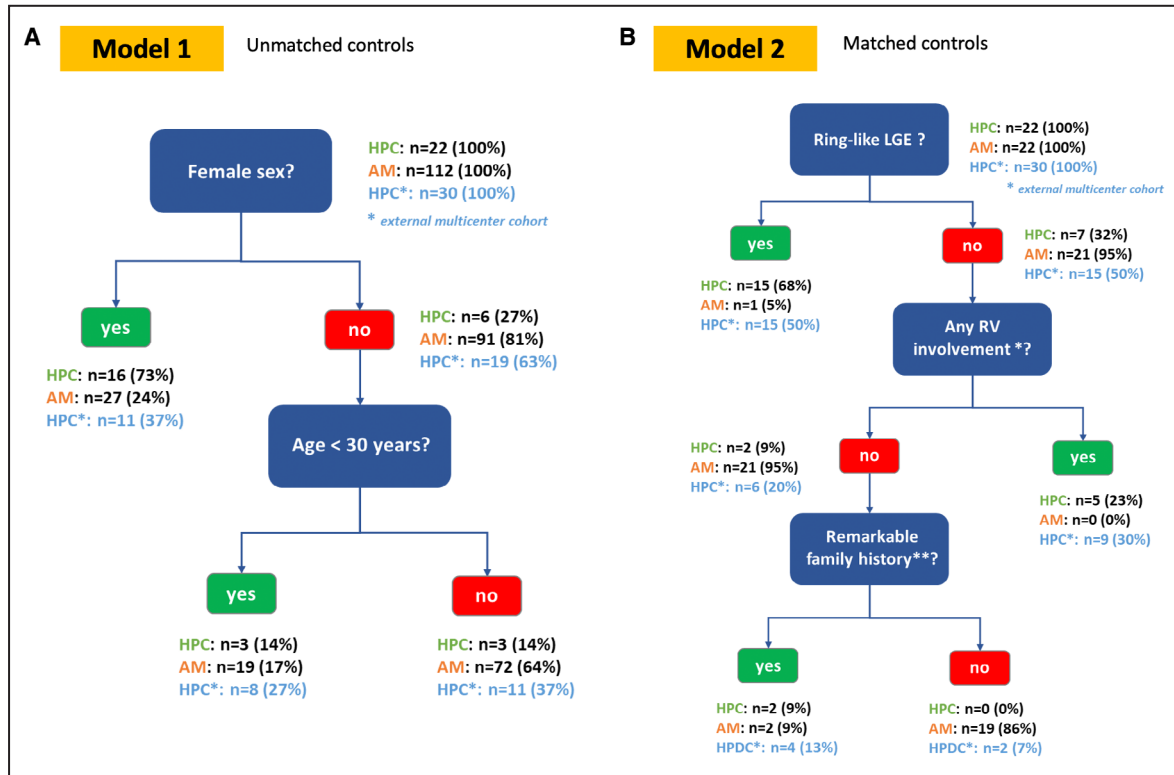 A
Model 1
Unmatched controls
Female sex?
HPC: n=22 (100%)
AM: n=112 (100%)
HPC*: n=30 (100%)
* external multicenter cohort
yes
HPC: n=16 (73%)
AM: n=27 (24%)
HPC*: n=11 (37%)
no
HPC: n=6 (27%)
AM: n=91 (81%)
HPC*: n=19 (63%)
Age < 30 years?
yes
HPC: n=3 (14%)
AM: n=19 (17%)
HPC*: n=8 (27%)
no
HPC: n=3 (14%)
AM: n=72 (64%)
HPC*: n=11 (37%)
B
Model 2
Matched controls
Ring-like LGE ?
HPC: n=22 (100%)
AM: n=22 (100%)
HPC*: n=30 (100%)
* external multicenter cohort
yes
HPC: n=15 (68%)
AM: n=1 (5%)
HPC*: n=15 (50%)
no
HPC: n=7 (32%)
AM: n=21 (95%)
HPC*: n=15 (50%)
Any RV
involvement *?
no
HPC: n=2 (9%)
AM: n=21 (95%)
HPC*: n=6 (20%)
yes
HPC: n=5 (23%)
AM: n=0 (0%)
HPC*: n=9 (30%)
Remarkable
family history**?
yes
HPC: n=2 (9%)
AM: n=2 (9%)
HPDC*: n=4 (13%)
no
HPC: n=0 (0%)
AM: n=19 (86%)
HPDC*: n=2 (7%)